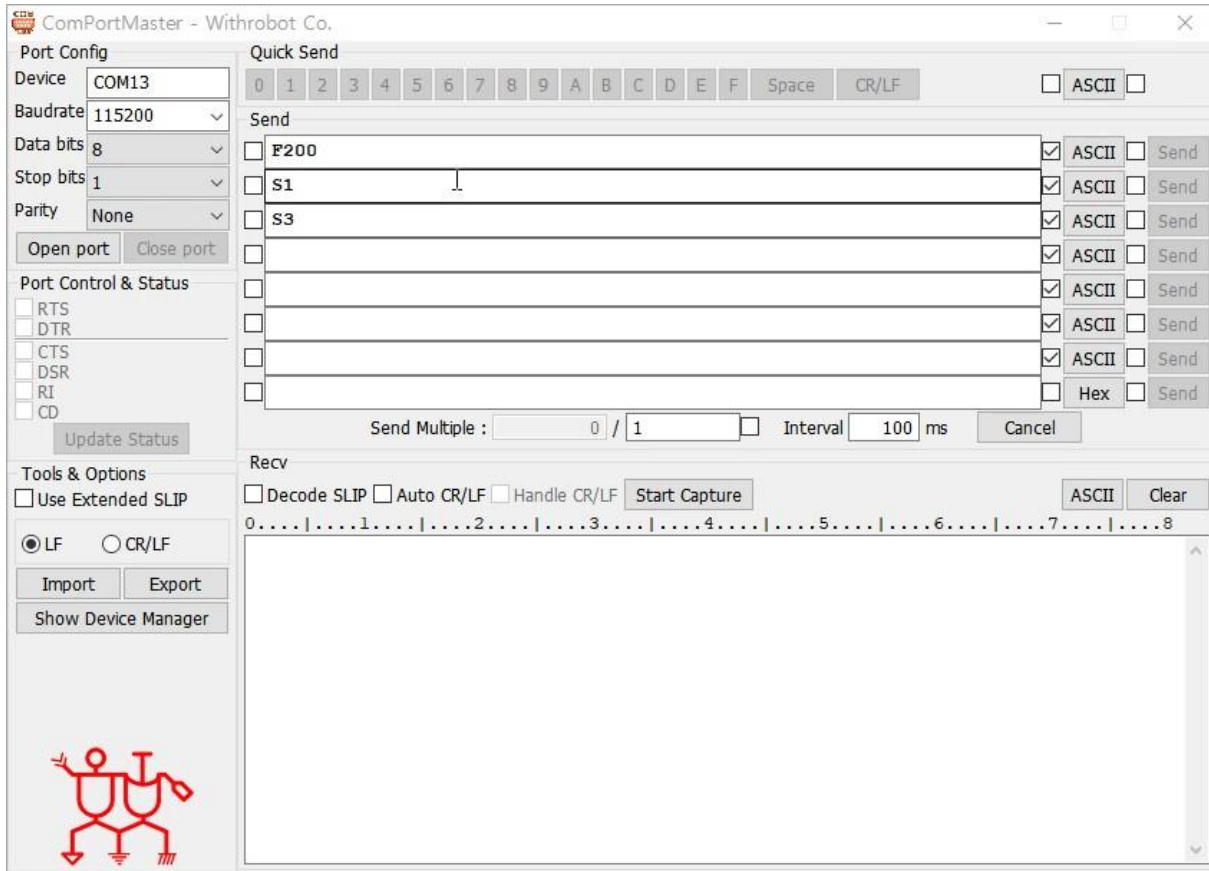 ComPortMaster - Withrobot Co.
Port Config
Device COM13
Baudrate 115200
Data bits 8
Stop bits 1
Parity None
Open port Close port
Port Control & Status
RTS
DTR
CTS
DSR
RI
CD
Update Status
Tools & Options
Use Extended SLIP
LF CR/LF
Import Export
Show Device Manager
Quick Send
0 1 2 3 4 5 6 7 8 9 A B C D E F Space CR/LF ASCII
Send
F200 ASCII Send
S1 ASCII Send
S3 ASCII Send
ASCII Send
ASCII Send
ASCII Send
ASCII Send
Hex Send
Send Multiple : 0 / 1 Interval 100 ms Cancel
Recv
Decode SLIP Auto CR/LF Handle CR/LF Start Capture ASCII Clear
0....|....1....|....2....|....3....|....4....|....5....|....6....|....7....|....8